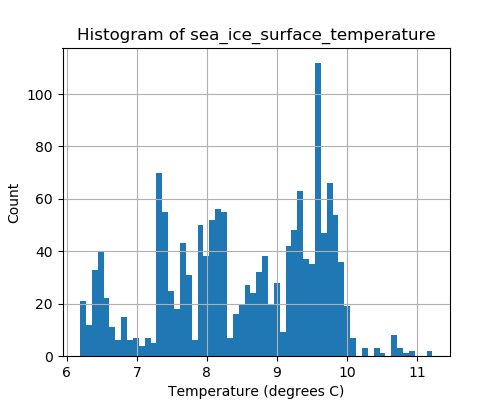 Histogram of sea_ice_surface_temperature
Count
100
80
60
40
20
0
6 7 8 9 10 11
Temperature (degrees C)